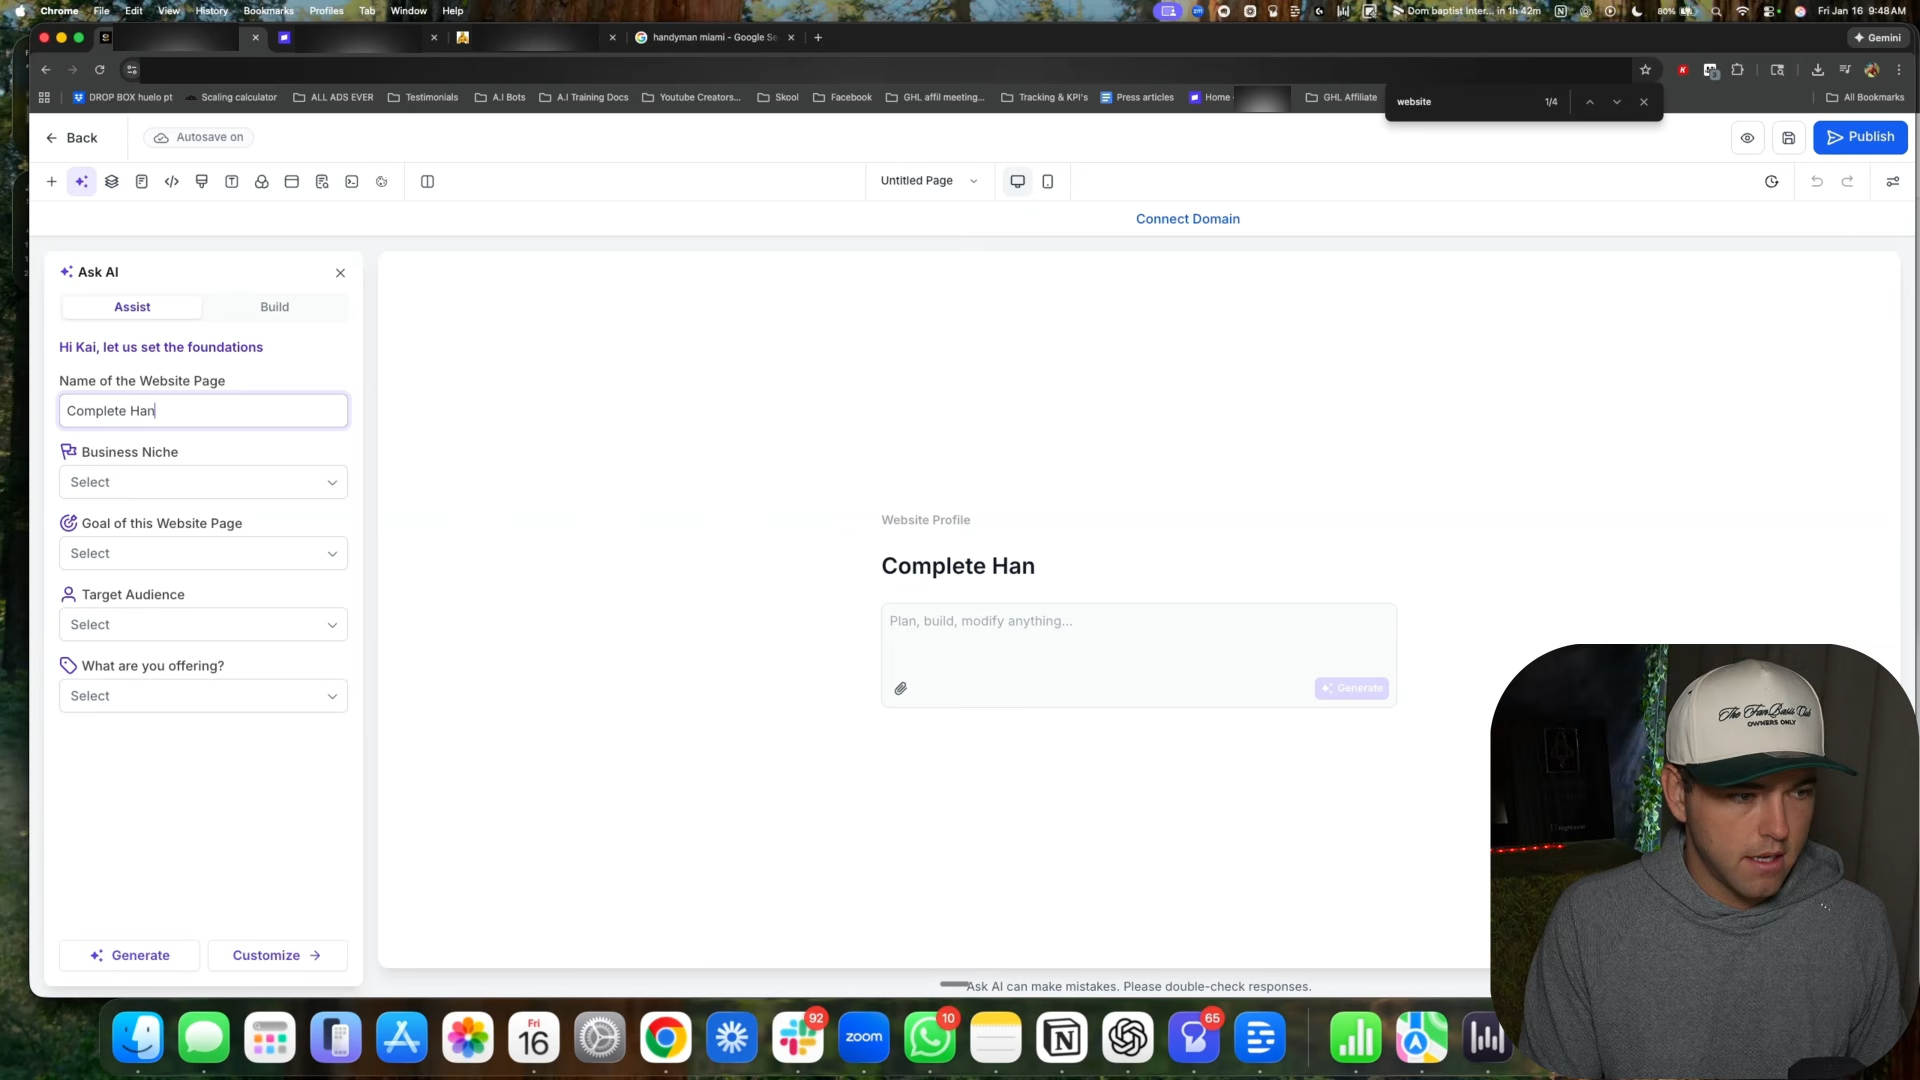 Chrome File Edit View History Bookmarks Profiles Tab Window Help
Dom baptist Inter... in 1h 42m 80% Fri Jan 16 9:48 AM
handyman miami - Google Se
Gemini
DROP BOX huelo pt Scaling calculator ALL ADS EVER Testimonials A.I Bots A.I Training Docs Youtube Creators... Skool Facebook GHL affil meeting... Tracking & KPI's Press articles Home GHL Affiliate All Bookmarks
website 1/4
Back
Autosave on
Publish
Untitled Page
Connect Domain
Ask AI
Assist Build
Hi Kai, let us set the foundations
Name of the Website Page
Complete Han
Business Niche
Select
Goal of this Website Page
Select
Target Audience
Select
What are you offering?
Select
Generate Customize
Website Profile
Complete Han
Plan, build, modify anything...
Generate
Ask AI can make mistakes. Please double-check responses.
The FanBasis Club
OWNERS ONLY
Fri
16
92
zoom
10
65